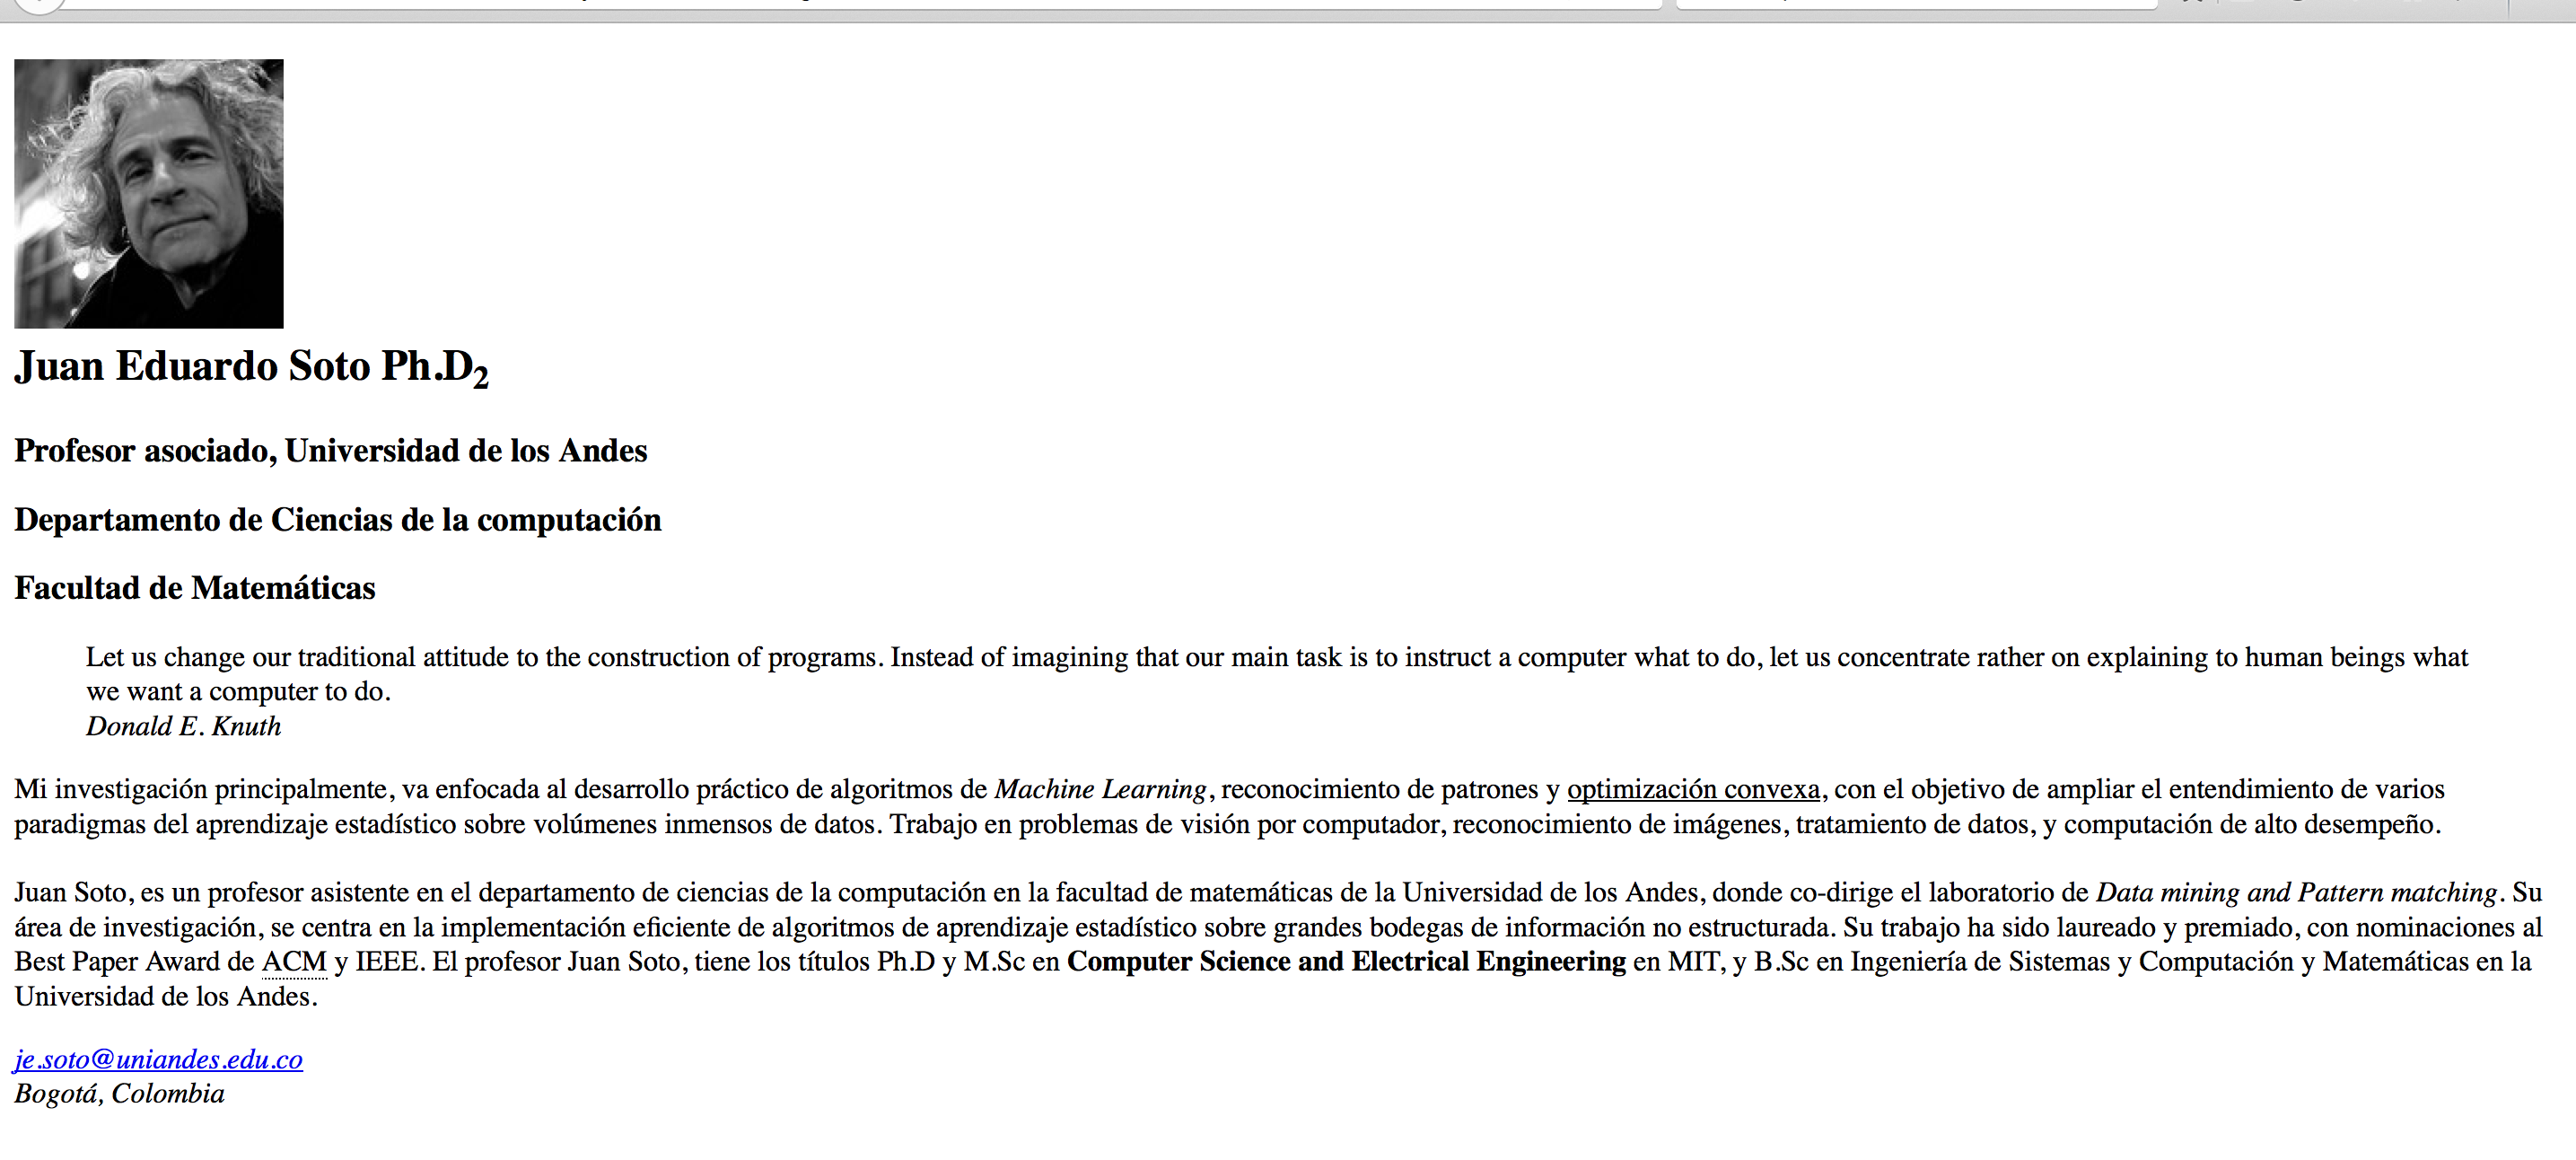 Juan Eduardo Soto Ph.D₂
Profesor asociado, Universidad de los Andes
Departamento de Ciencias de la computación
Facultad de Matemáticas
Let us change our traditional attitude to the construction of programs. Instead of imagining that our main task is to instruct a computer what to do, let us concentrate rather on explaining to human beings what
we want a computer to do.
Donald E. Knuth
Mi investigación principalmente, va enfocada al desarrollo práctico de algoritmos de Machine Learning, reconocimiento de patrones y optimización convexa, con el objetivo de ampliar el entendimiento de varios
paradigmas del aprendizaje estadístico sobre volúmenes inmensos de datos. Trabajo en problemas de visión por computador, reconocimiento de imágenes, tratamiento de datos, y computación de alto desempeño.
Juan Soto, es un profesor asistente en el departamento de ciencias de la computación en la facultad de matemáticas de la Universidad de los Andes, donde co-dirige el laboratorio de Data mining and Pattern matching. Su
área de investigación, se centra en la implementación eficiente de algoritmos de aprendizaje estadístico sobre grandes bodegas de información no estructurada. Su trabajo ha sido laureado y premiado, con nominaciones al
Best Paper Award de ACM y IEEE. El profesor Juan Soto, tiene los títulos Ph.D y M.Sc en Computer Science and Electrical Engineering en MIT, y B.Sc en Ingeniería de Sistemas y Computación y Matemáticas en la
Universidad de los Andes.
je.soto@uniandes.edu.co
Bogotá, Colombia